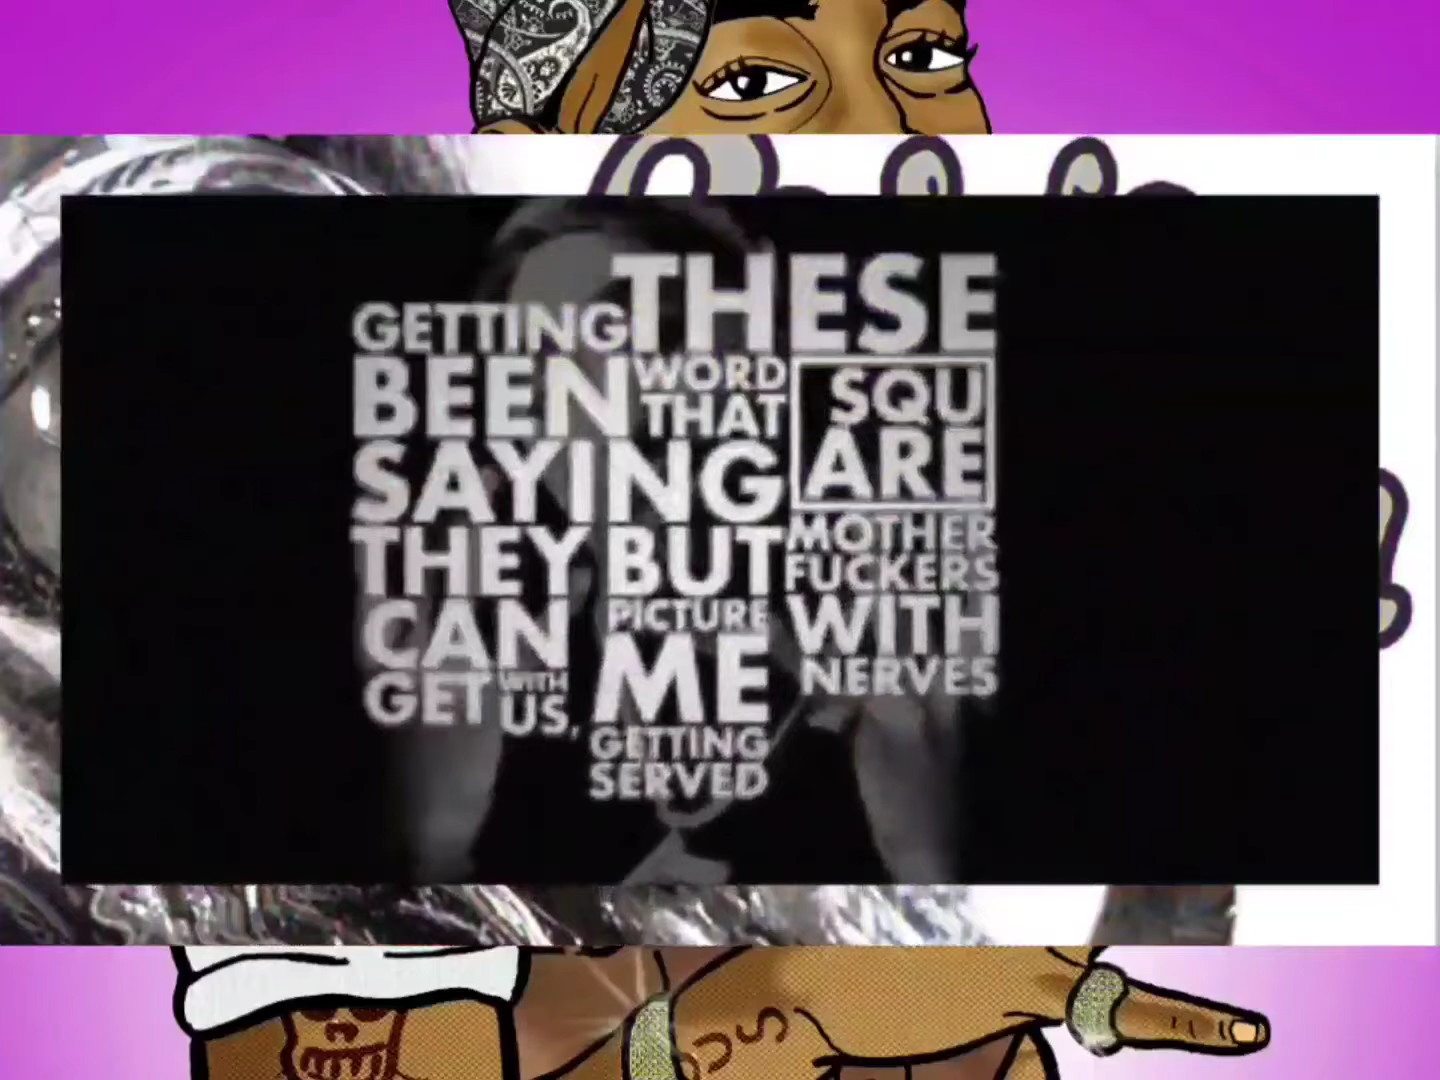 GETTING
BEEN
SAYING
THEY
CAN
GET
WITH
US,
THESE
WORD
THAT
BUT
PICTURE
ME
GETTING
SERVED
SQU
ARE
MOTHER
FUCKERS
WITH
NERVES